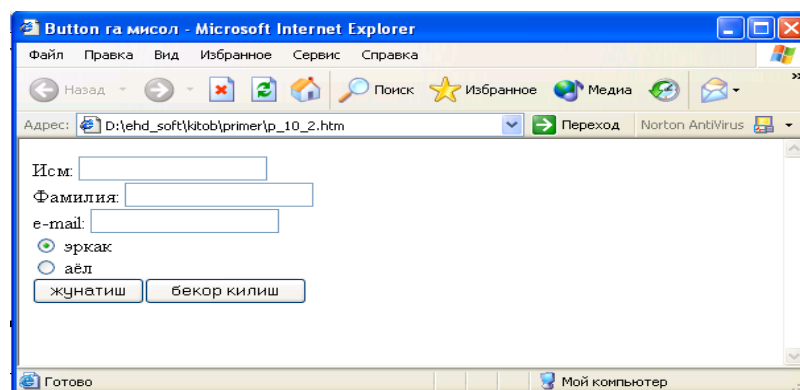 Button га мисол - Microsoft Internet Explorer
Файл Правка Вид Избранное Сервис Справка
Назад Поиск Избранное Медиа »
Адрес: D:\ehd_soft\kitob\primer\p_10_2.htm Переход Norton AntiVirus
Исм:
Фамилия:
e-mail:
эркак
аёл
жунатиш бекор килиш
Готово Мой компьютер